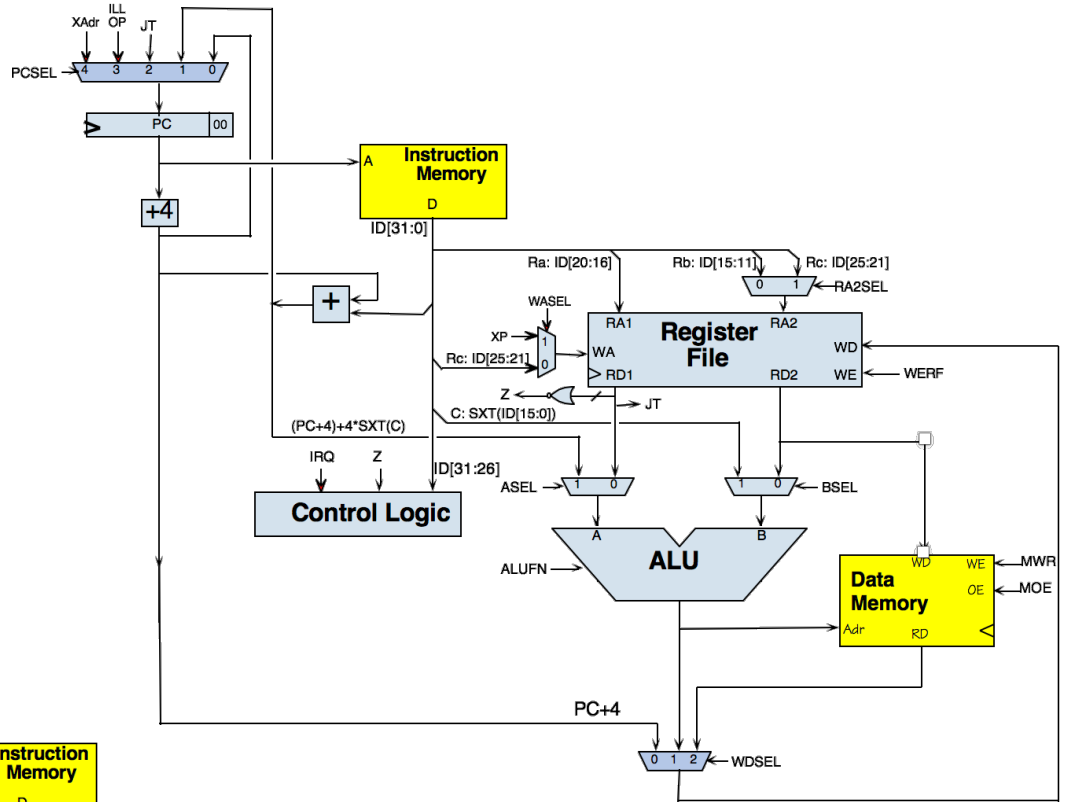 ILL
XAdr OP JT
PCSEL 4 3 2 1 0
PC 00
A Instruction
Memory
D
+4
ID[31:0]
Ra: ID[20:16] Rb: ID[15:11] Rc: ID[25:21]
0 1 RA2SEL
WASEL
+
RA1 Register RA2
File
XP 1
WA WD
Rc: ID[25:21] 0
RD1 RD2 WE WERF
Z JT
C: SXT(ID[15:0])
(PC+4)+4*SXT(C)
IRQ Z ID[31:26]
ASEL 1 0 1 0 BSEL
Control Logic
A B
ALU
ALUFN
WD WE MWR
Data OE MOE
Memory
Adr RD
PC+4
0 1 2 WDSEL
nstruction
Memory
D